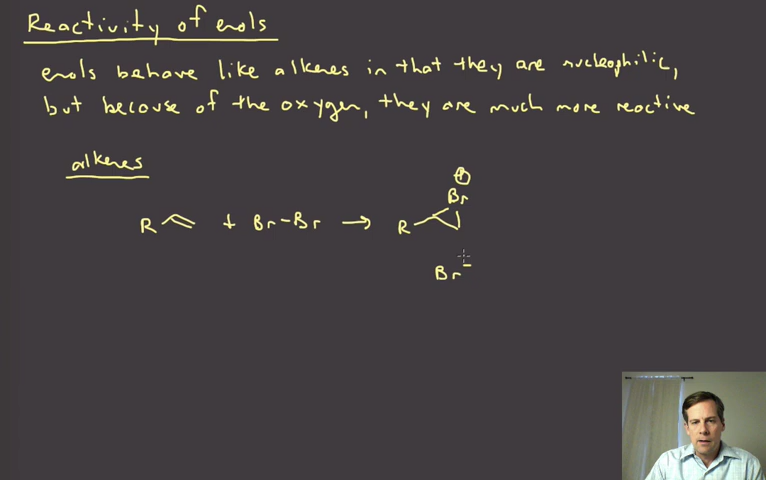 Reactivity of enols
enols behave like alkenes in that they are nucleophilic,
but because of the oxygen, they are much more reactive
alkenes
⊕
Br
R + Br-Br → R
Br⁻